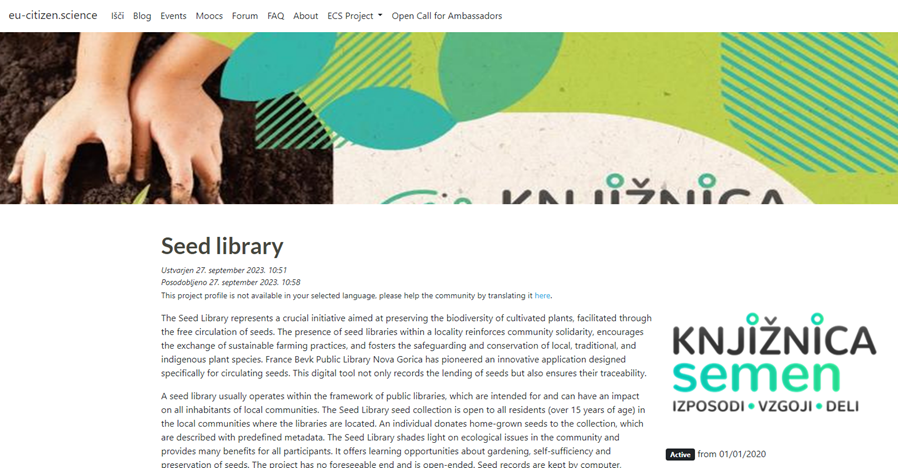 eu-citizen.science Išči Blog Events Moocs Forum FAQ About ECS Project Open Call for Ambassadors
KNJIŽNICA
Seed library
Ustvarjen 27. september 2023. 10:51
Posodobljeno 27. september 2023. 10:58
This project profile is not available in your selected language, please help the community by translating it here.
The Seed Library represents a crucial initiative aimed at preserving the biodiversity of cultivated plants, facilitated through
the free circulation of seeds. The presence of seed libraries within a locality reinforces community solidarity, encourages
the exchange of sustainable farming practices, and fosters the safeguarding and conservation of local, traditional, and
indigenous plant species. France Bevk Public Library Nova Gorica has pioneered an innovative application designed
specifically for circulating seeds. This digital tool not only records the lending of seeds but also ensures their traceability.
A seed library usually operates within the framework of public libraries, which are intended for and can have an impact
on all inhabitants of local communities. The Seed Library seed collection is open to all residents (over 15 years of age) in
the local communities where the libraries are located. An individual donates home-grown seeds to the collection, which
are described with predefined metadata. The Seed Library shades light on ecological issues in the community and
provides many benefits for all participants. It offers learning opportunities about gardening, self-sufficiency and
preservation of seeds. The project has no foreseeable end and is open-ended. Seed records are kept by computer,
KNJIŽNICA
semen
IZPOSODI • VZGOJI • DELI
Active from 01/01/2020